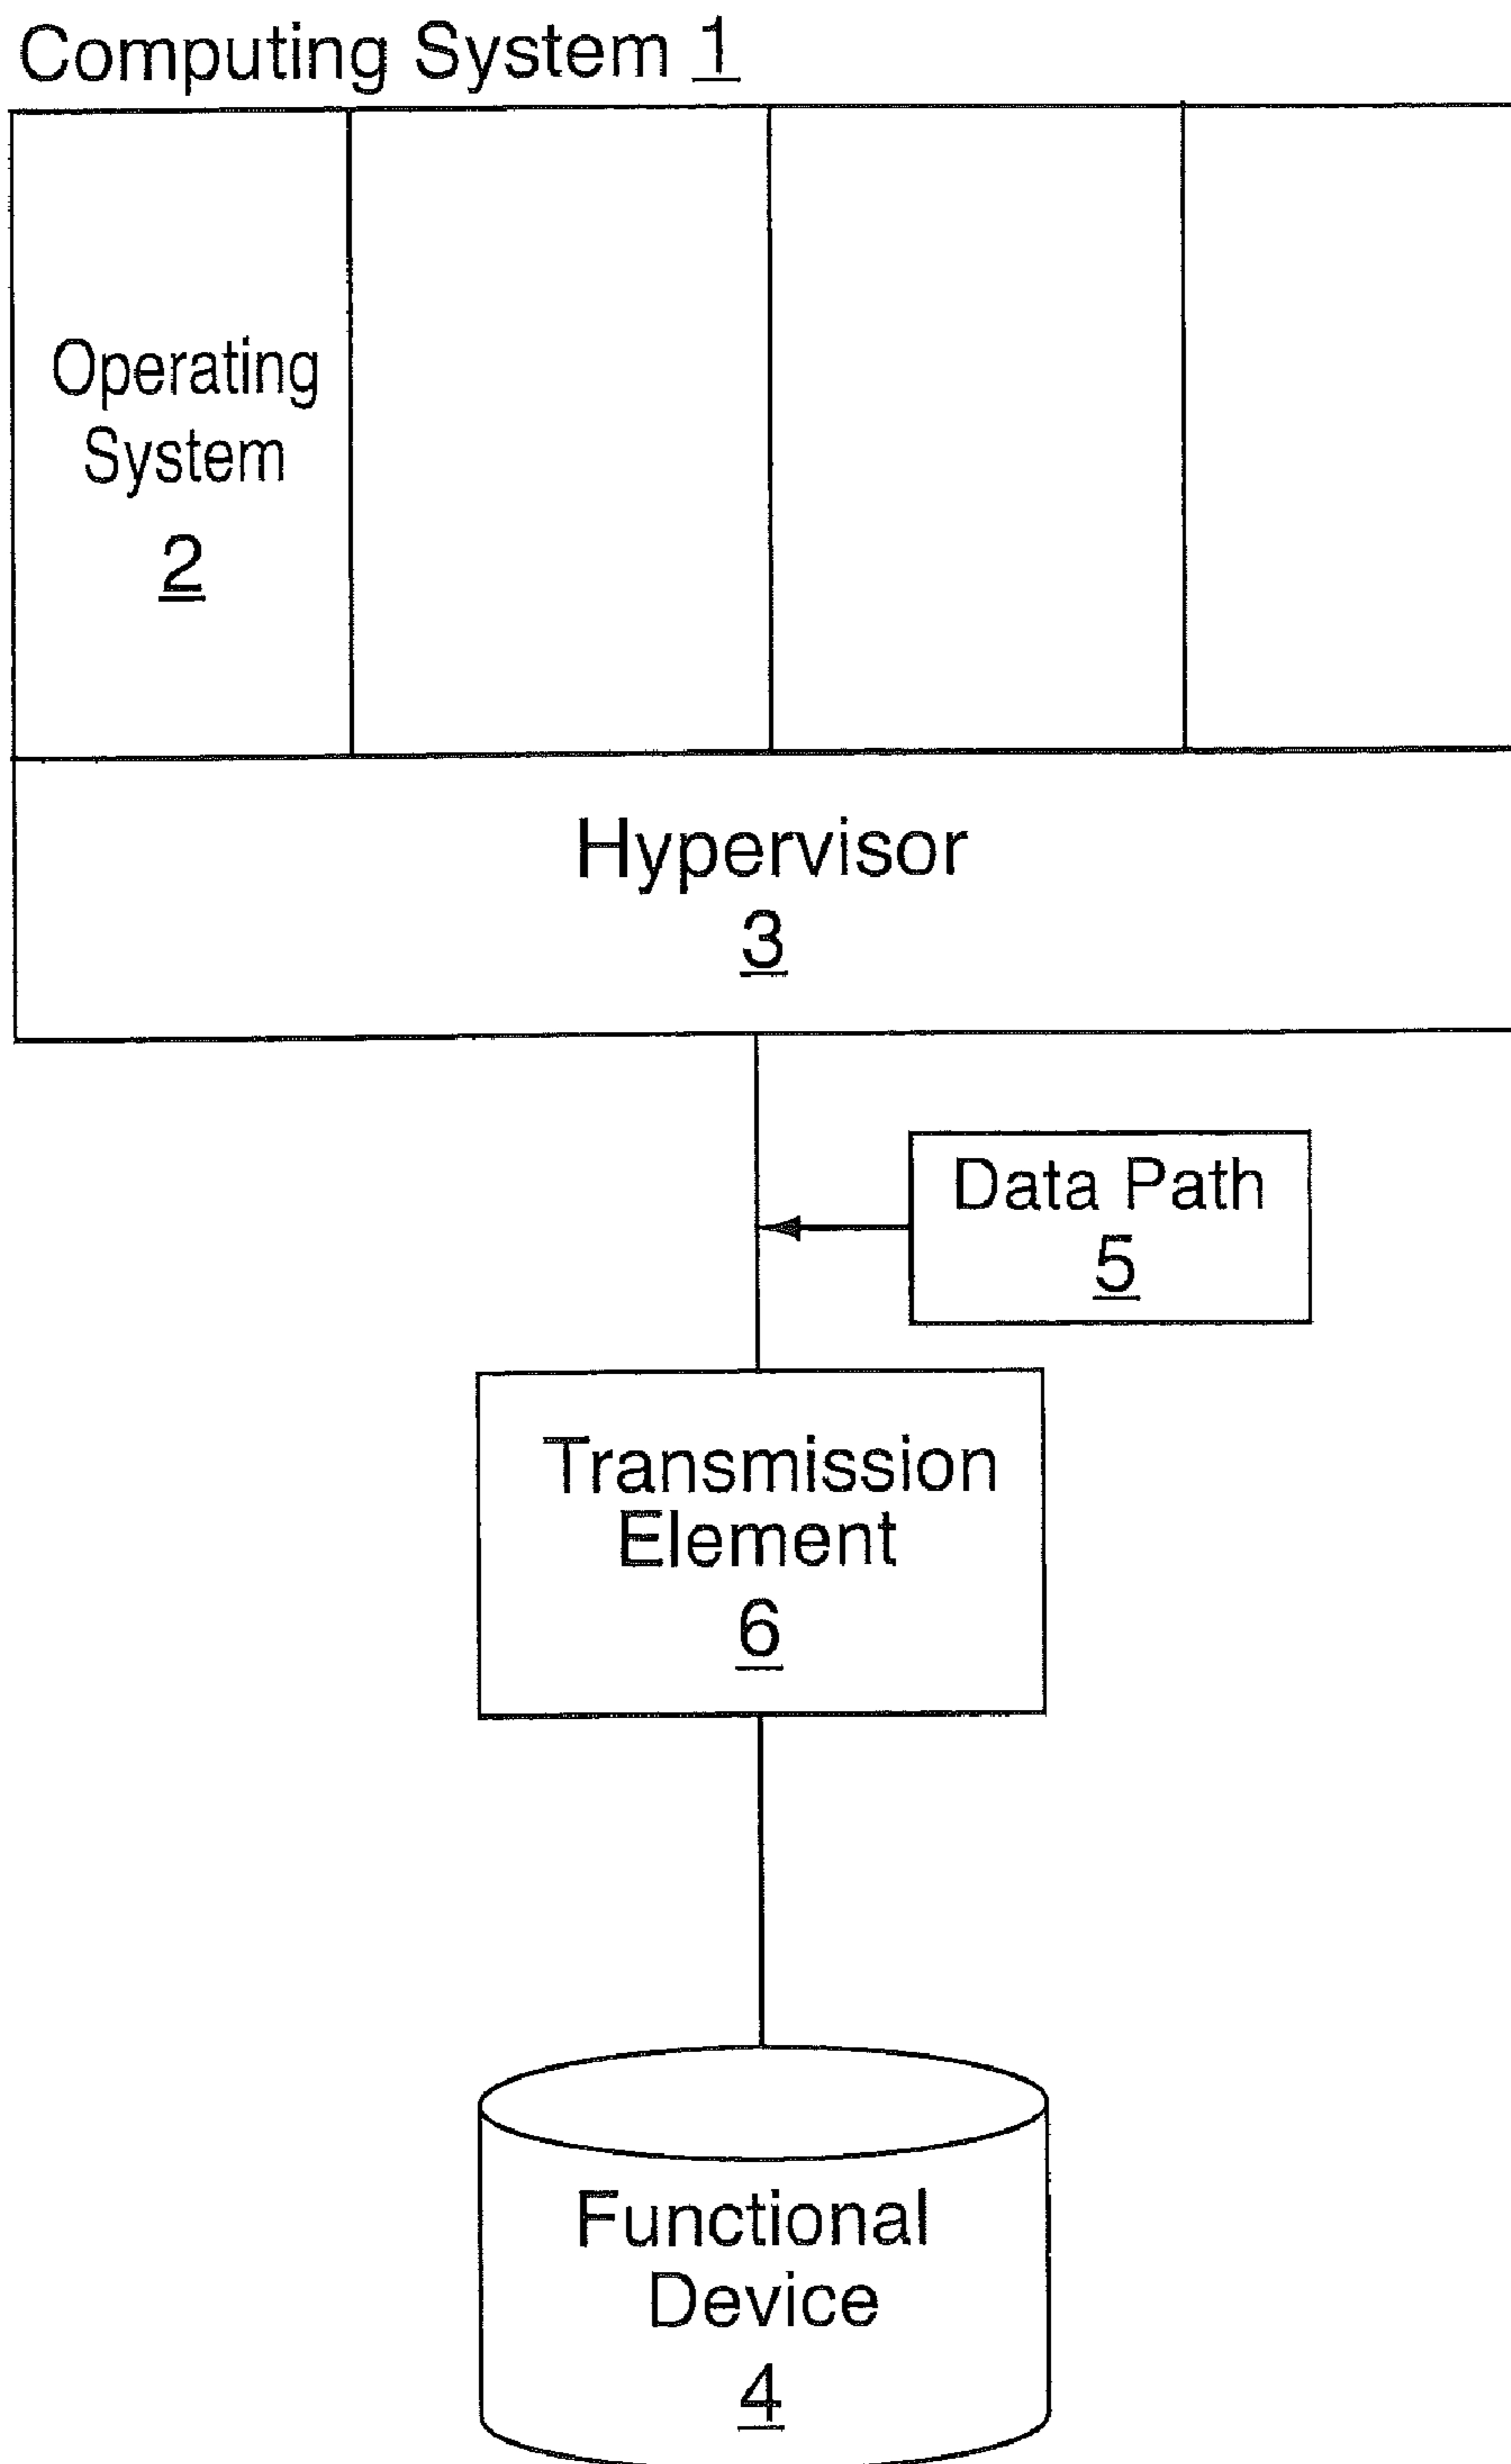 Computing System 1
Operating
System
2
Hypervisor
3
Data Path
5
Transmission
Element
6
Functional
Device
4